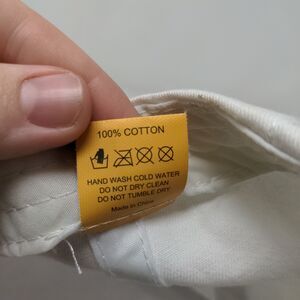 100% COTTON
HAND WASH COLD WATER
DO NOT DRY CLEAN
DO NOT TUMBLE DRY
Made in China